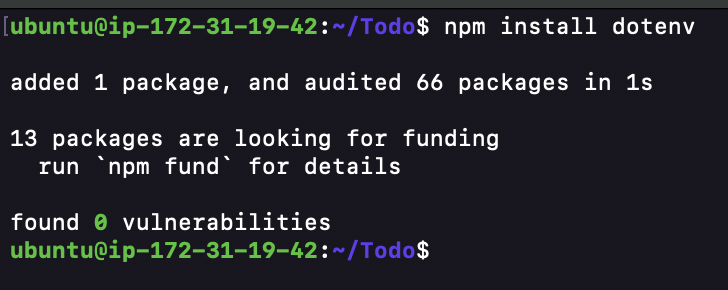 ubuntu@ip-172-31-19-42:~/Todo$ npm install dotenv
added 1 package, and audited 66 packages in 1s
13 packages are looking for funding
  run `npm fund` for details
found 0 vulnerabilities
ubuntu@ip-172-31-19-42:~/Todo$